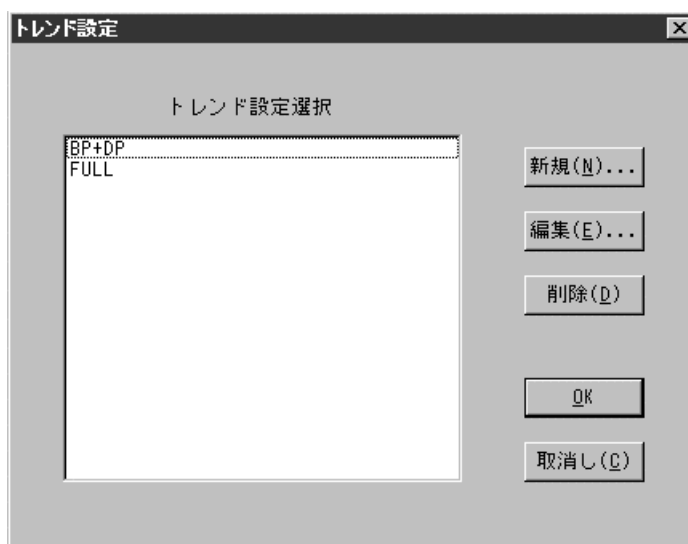 トレンド設定
トレンド設定選択
BP+DP
FULL
新規(N)...
編集(E)...
削除(D)
OK
取消し(C)